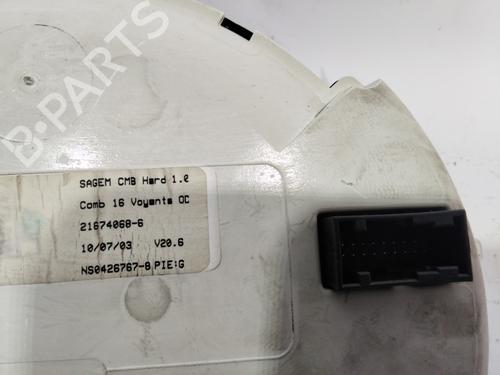 B-PARTS
SAGEM CMB Hard 1.0
Comb 16 Voyants OC
21674068-6
10/07/03 V20.6
NS0426767-8 PIE:G